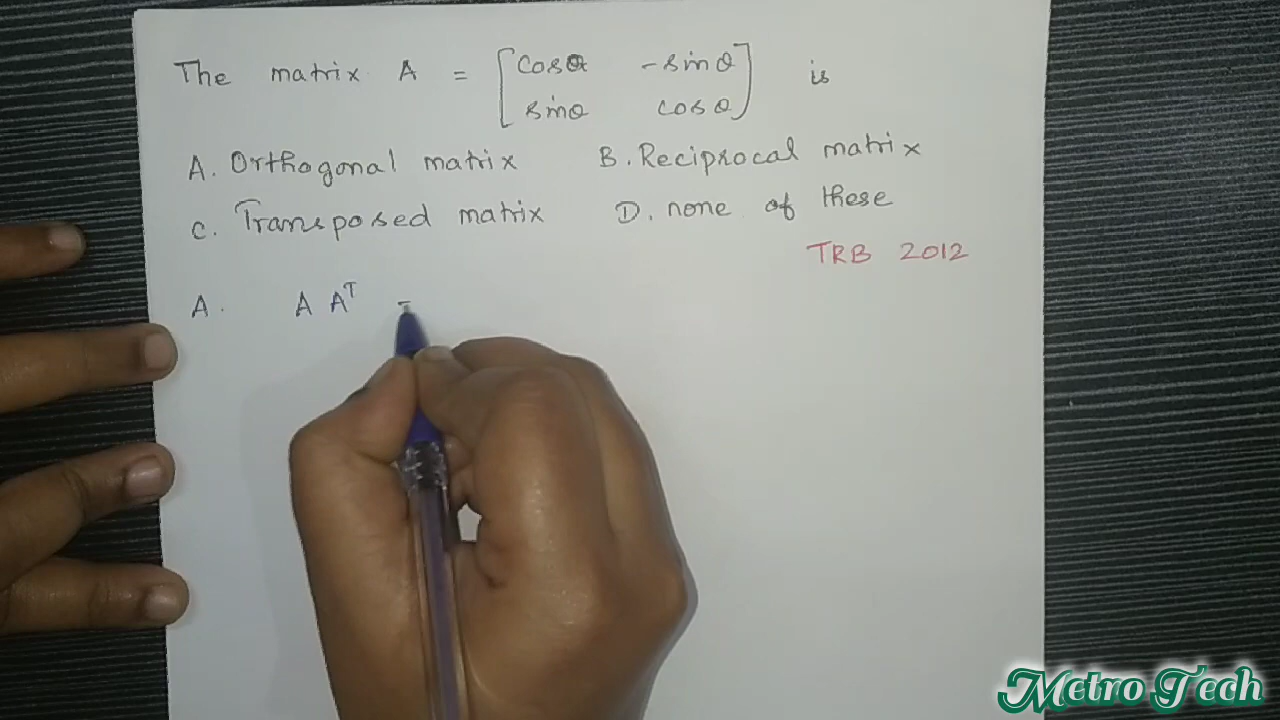 The matrix A = [cosθ -sinθ
sinθ cosθ] is
A. Orthogonal matrix B. Reciprocal matrix
C. Transposed matrix D. none of these
TRB 2012
A. A Aᵀ
Metro Tech